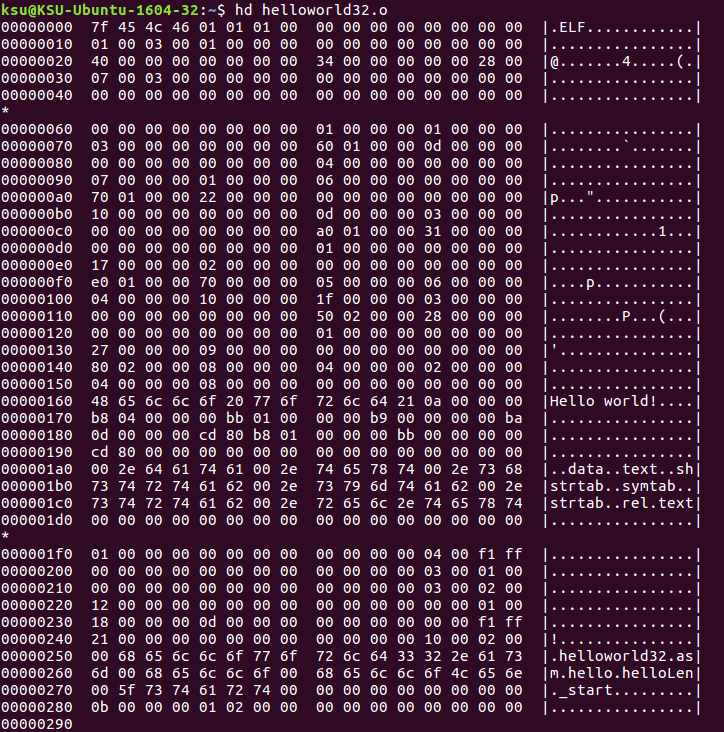 ksu@KSU-Ubuntu-1604-32:~$ hd helloworld32.o
00000000  7f 45 4c 46 01 01 01 00  00 00 00 00 00 00 00 00  |.ELF............|
00000010  01 00 03 00 01 00 00 00  00 00 00 00 00 00 00 00  |................|
00000020  40 00 00 00 00 00 00 00  34 00 00 00 00 00 28 00  |@.......4.....(.|
00000030  07 00 03 00 00 00 00 00  00 00 00 00 00 00 00 00  |................|
00000040  00 00 00 00 00 00 00 00  00 00 00 00 00 00 00 00  |................|
*
00000060  00 00 00 00 00 00 00 00  01 00 00 00 01 00 00 00  |................|
00000070  03 00 00 00 00 00 00 00  60 01 00 00 0d 00 00 00  |........`.......|
00000080  00 00 00 00 00 00 00 00  04 00 00 00 00 00 00 00  |................|
00000090  07 00 00 00 01 00 00 00  06 00 00 00 00 00 00 00  |................|
000000a0  70 01 00 00 22 00 00 00  00 00 00 00 00 00 00 00  |p..."...........|
000000b0  10 00 00 00 00 00 00 00  0d 00 00 00 03 00 00 00  |................|
000000c0  00 00 00 00 00 00 00 00  a0 01 00 00 31 00 00 00  |............1...|
000000d0  00 00 00 00 00 00 00 00  01 00 00 00 00 00 00 00  |................|
000000e0  17 00 00 00 02 00 00 00  00 00 00 00 00 00 00 00  |................|
000000f0  e0 01 00 00 70 00 00 00  05 00 00 00 06 00 00 00  |....p...........|
00000100  04 00 00 00 10 00 00 00  1f 00 00 00 03 00 00 00  |................|
00000110  00 00 00 00 00 00 00 00  50 02 00 00 28 00 00 00  |........P...(...|
00000120  00 00 00 00 00 00 00 00  01 00 00 00 00 00 00 00  |................|
00000130  27 00 00 00 09 00 00 00  00 00 00 00 00 00 00 00  |'...............|
00000140  80 02 00 00 08 00 00 00  04 00 00 00 02 00 00 00  |................|
00000150  04 00 00 00 08 00 00 00  00 00 00 00 00 00 00 00  |................|
00000160  48 65 6c 6c 6f 20 77 6f  72 6c 64 21 0a 00 00 00  |Hello world!....|
00000170  b8 04 00 00 00 bb 01 00  00 00 b9 00 00 00 00 ba  |................|
00000180  0d 00 00 00 cd 80 b8 01  00 00 00 bb 00 00 00 00  |................|
00000190  cd 80 00 00 00 00 00 00  00 00 00 00 00 00 00 00  |................|
000001a0  00 2e 64 61 74 61 00 2e  74 65 78 74 00 2e 73 68  |..data..text..sh|
000001b0  73 74 72 74 61 62 00 2e  73 79 6d 74 61 62 00 2e  |strtab..symtab..|
000001c0  73 74 72 74 61 62 00 2e  72 65 6c 2e 74 65 78 74  |strtab..rel.text|
000001d0  00 00 00 00 00 00 00 00  00 00 00 00 00 00 00 00  |................|
*
000001f0  01 00 00 00 00 00 00 00  00 00 00 00 04 00 f1 ff  |................|
00000200  00 00 00 00 00 00 00 00  00 00 00 00 03 00 01 00  |................|
00000210  00 00 00 00 00 00 00 00  00 00 00 00 03 00 02 00  |................|
00000220  12 00 00 00 00 00 00 00  00 00 00 00 00 00 01 00  |................|
00000230  18 00 00 00 0d 00 00 00  00 00 00 00 00 00 f1 ff  |................|
00000240  21 00 00 00 00 00 00 00  00 00 00 00 10 00 02 00  |!...............|
00000250  00 68 65 6c 6c 6f 77 6f  72 6c 64 33 32 2e 61 73  |.helloworld32.as|
00000260  6d 00 68 65 6c 6c 6f 00  68 65 6c 6c 6f 4c 65 6e  |m.hello.helloLen|
00000270  00 5f 73 74 61 72 74 00  00 00 00 00 00 00 00 00  |._start.........|
00000280  0b 00 00 00 01 02 00 00  00 00 00 00 00 00 00 00  |................|
00000290